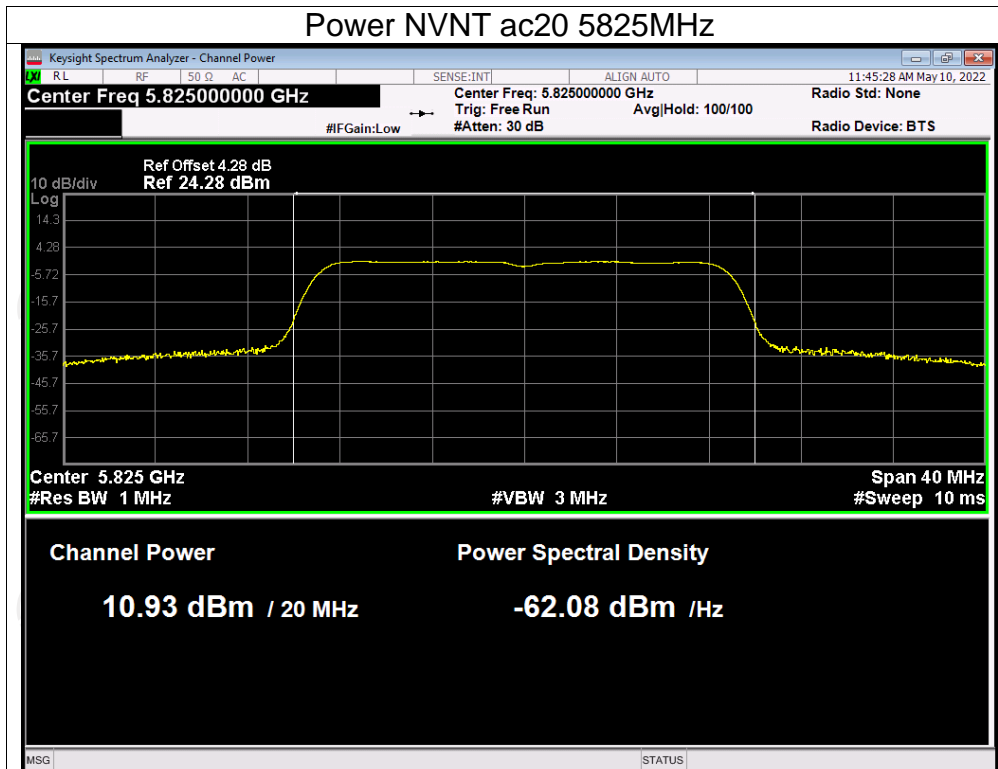 Power NVNT ac20 5825MHz
Keysight Spectrum Analyzer - Channel Power
LXI RL RF 50 Ω AC SENSE:INT ALIGN AUTO 11:45:28 AM May 10, 2022
Center Freq 5.825000000 GHz Center Freq: 5.825000000 GHz Radio Std: None
Trig: Free Run Avg|Hold: 100/100
#IFGain:Low #Atten: 30 dB Radio Device: BTS
Ref Offset 4.28 dB
10 dB/div Ref 24.28 dBm
Log
14.3
4.28
-5.72
-15.7
-25.7
-35.7
-45.7
-55.7
-65.7
Center 5.825 GHz Span 40 MHz
#Res BW 1 MHz #VBW 3 MHz #Sweep 10 ms
Channel Power Power Spectral Density
10.93 dBm / 20 MHz -62.08 dBm /Hz
MSG STATUS